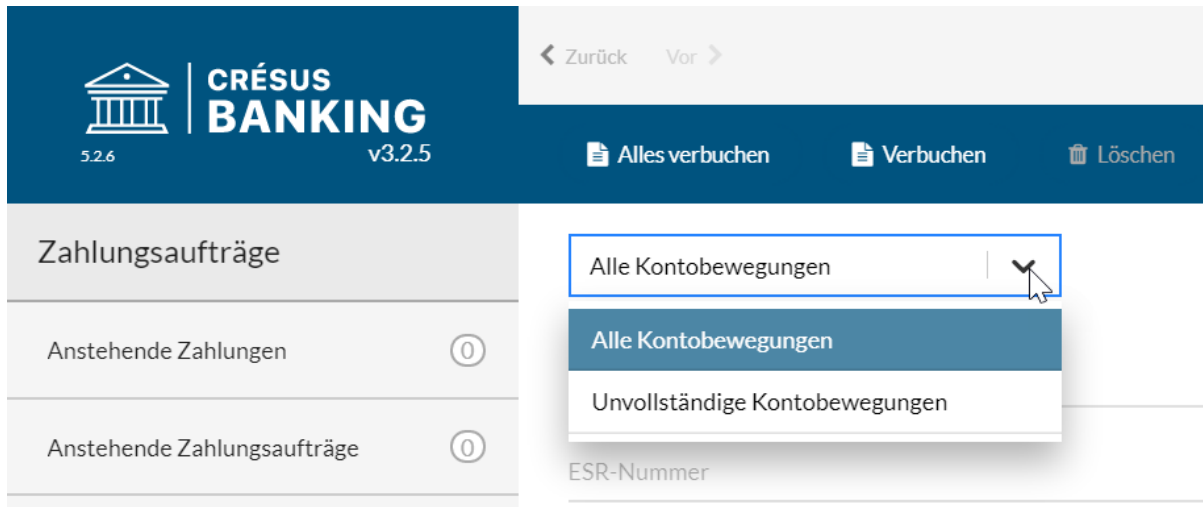 CRÉSUS
BANKING
5.2.6 v3.2.5
Zurück Vor
Alles verbuchen Verbuchen Löschen
Zahlungsaufträge
Anstehende Zahlungen 0
Anstehende Zahlungsaufträge 0
Alle Kontobewegungen
Alle Kontobewegungen
Unvollständige Kontobewegungen
ESR-Nummer